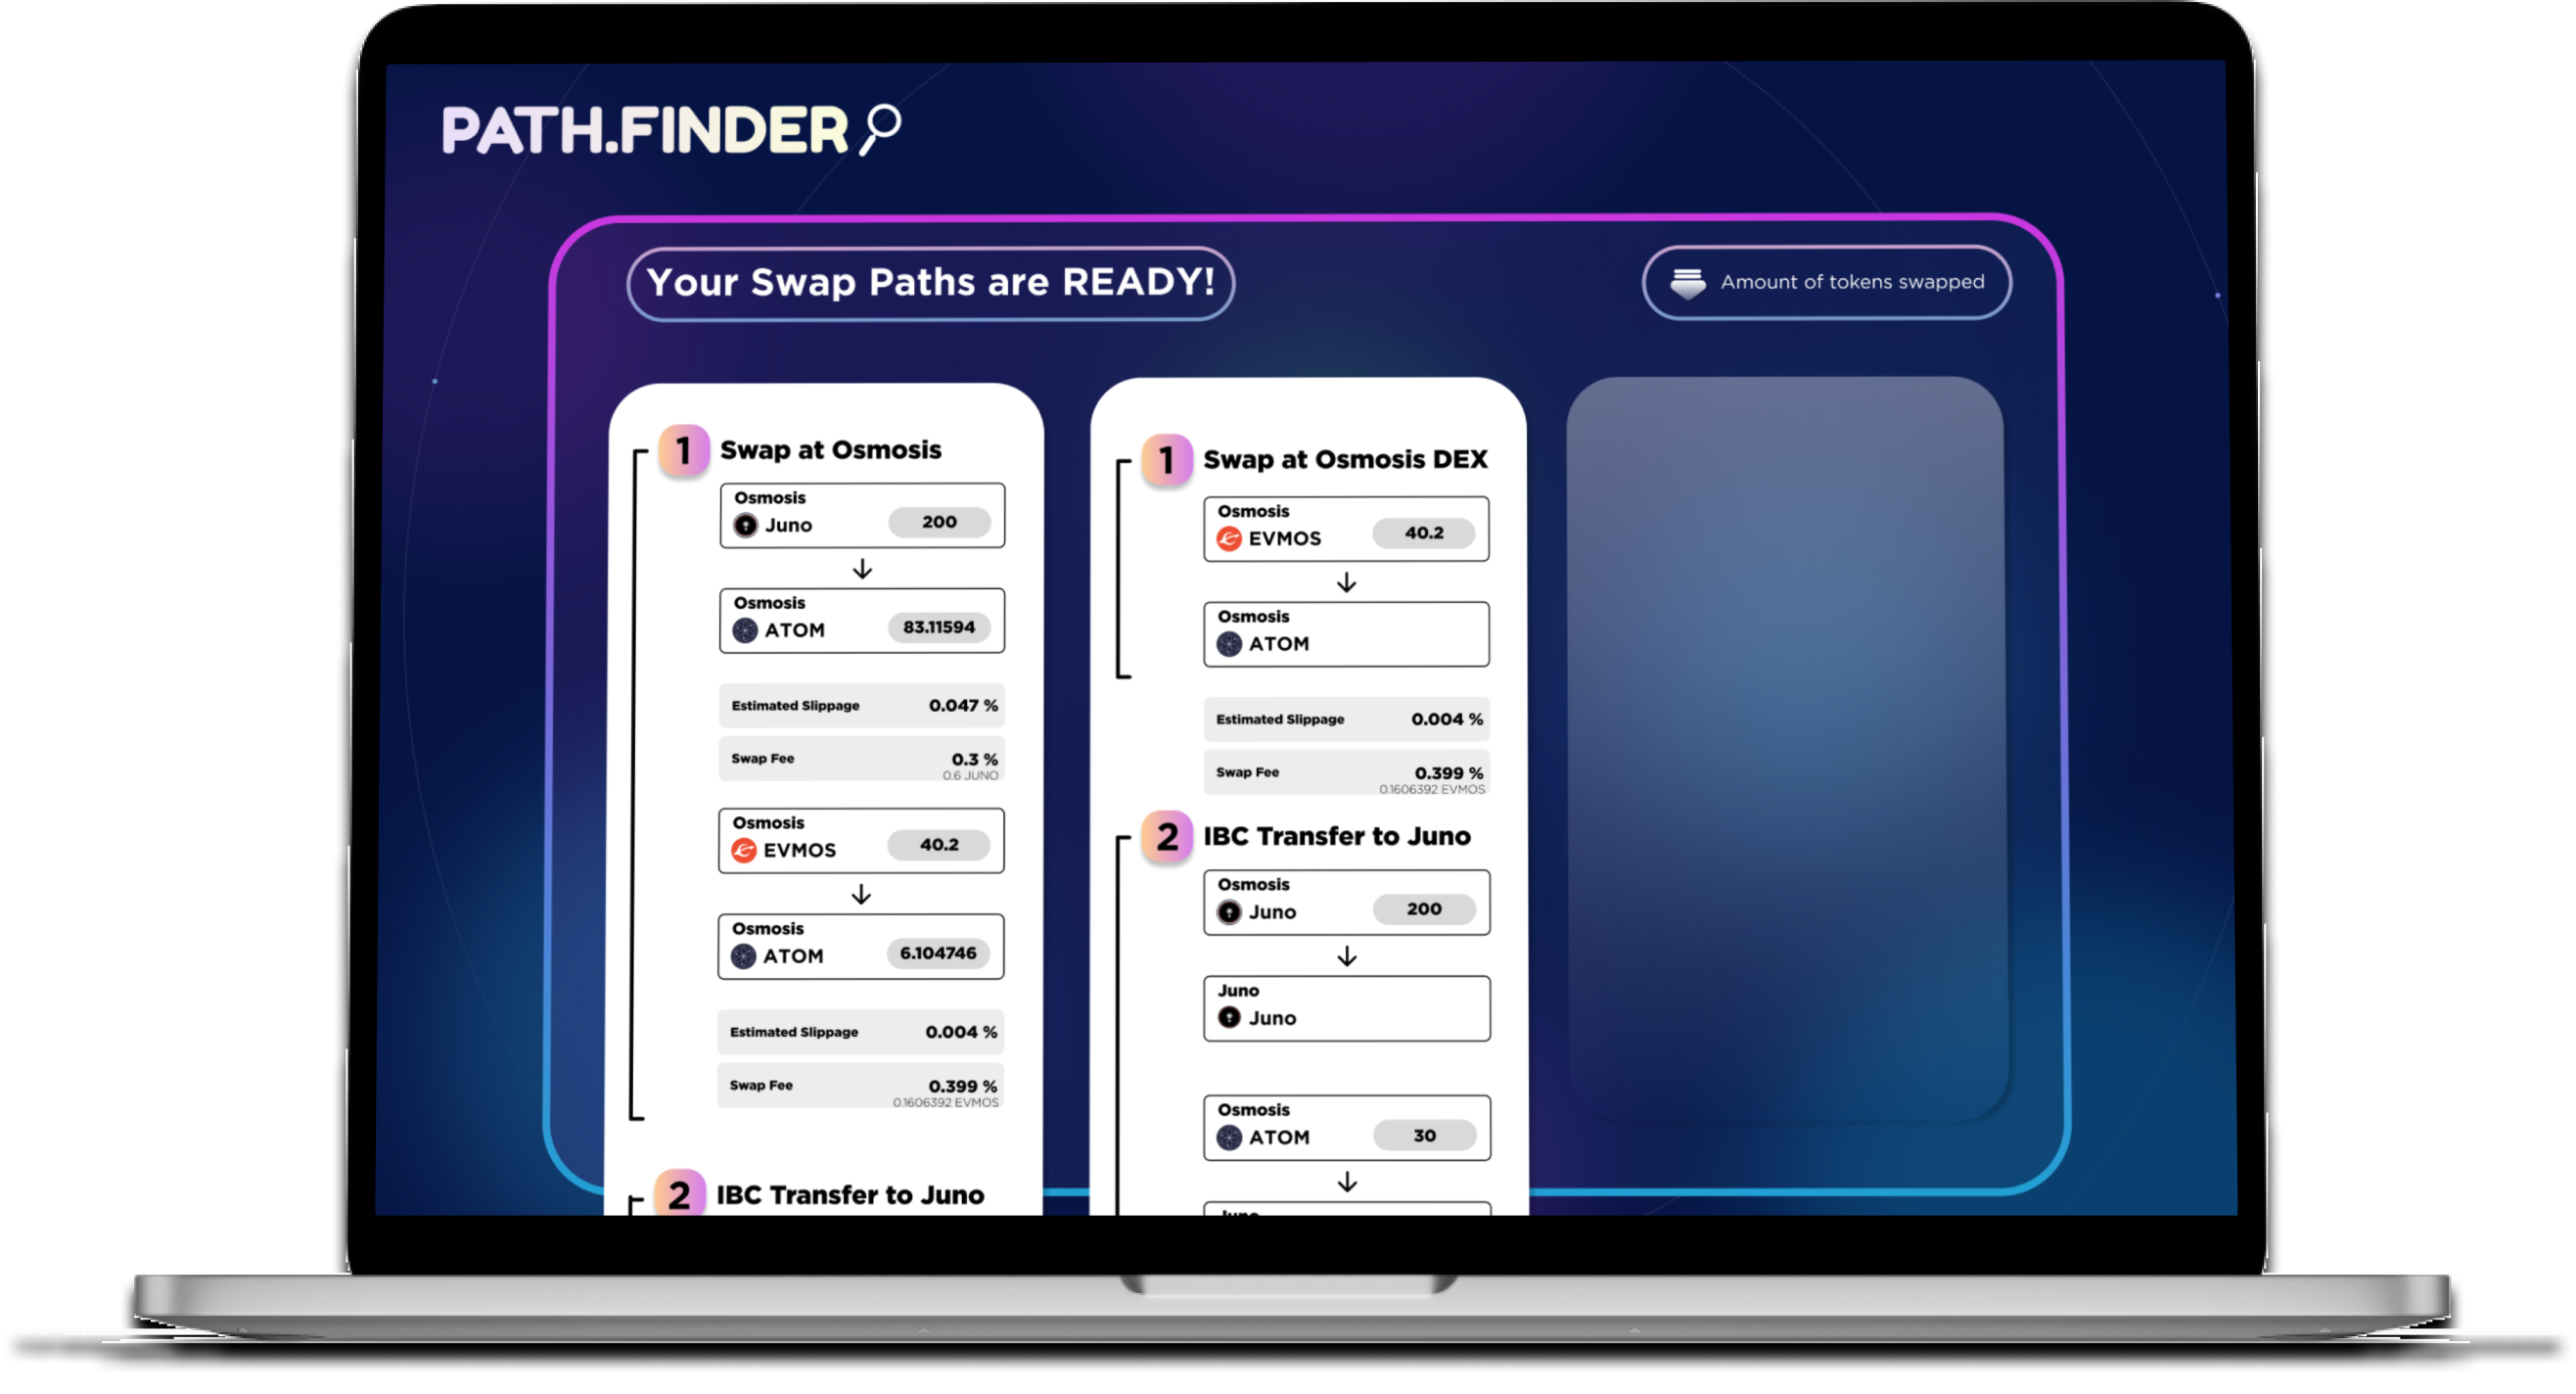 PATH.FINDER
Your Swap Paths are READY!
Amount of tokens swapped
1 Swap at Osmosis
Osmosis
Juno 200
Osmosis
ATOM 83.11594
Estimated Slippage 0.047 %
Swap Fee 0.3 %
0.6 JUNO
Osmosis
EVMOS 40.2
Osmosis
ATOM 6.104746
Estimated Slippage 0.004 %
Swap Fee 0.399 %
0.1606392 EVMOS
2 IBC Transfer to Juno
1 Swap at Osmosis DEX
Osmosis
EVMOS 40.2
Osmosis
ATOM
Estimated Slippage 0.004 %
Swap Fee 0.399 %
0.1606392 EVMOS
2 IBC Transfer to Juno
Osmosis
Juno 200
Juno
Juno
Osmosis
ATOM 30
Juno